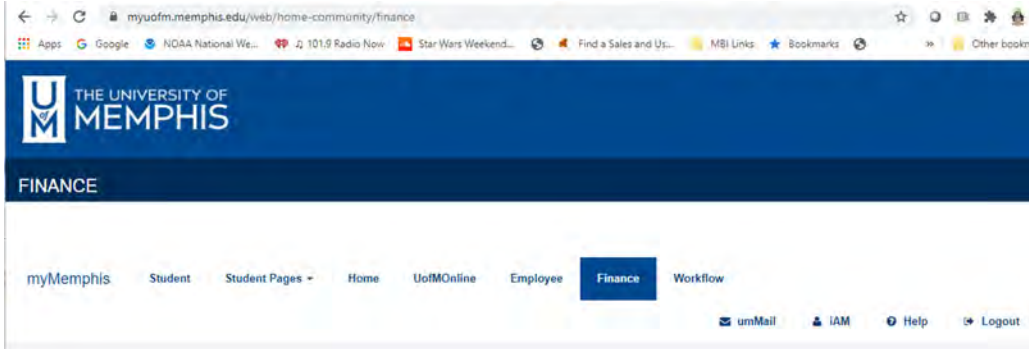 myuofm.memphis.edu/web/home-community/finance
Apps Google NOAA National We... 101.9 Radio Now Star Wars Weekend... Find a Sales and Us... MBI Links Bookmarks » Other bookn
UofM THE UNIVERSITY OF
MEMPHIS
FINANCE
myMemphis Student Student Pages Home UofMOnline Employee Finance Workflow
umMail iAM Help Logout